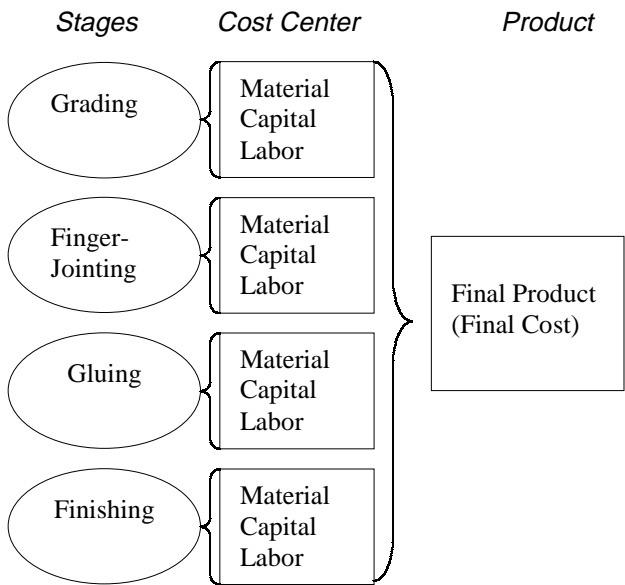 Stages Cost Center Product
Grading
Material
Capital
Labor
Finger-
Jointing
Material
Capital
Labor
Gluing
Material
Capital
Labor
Finishing
Material
Capital
Labor
Final Product
(Final Cost)